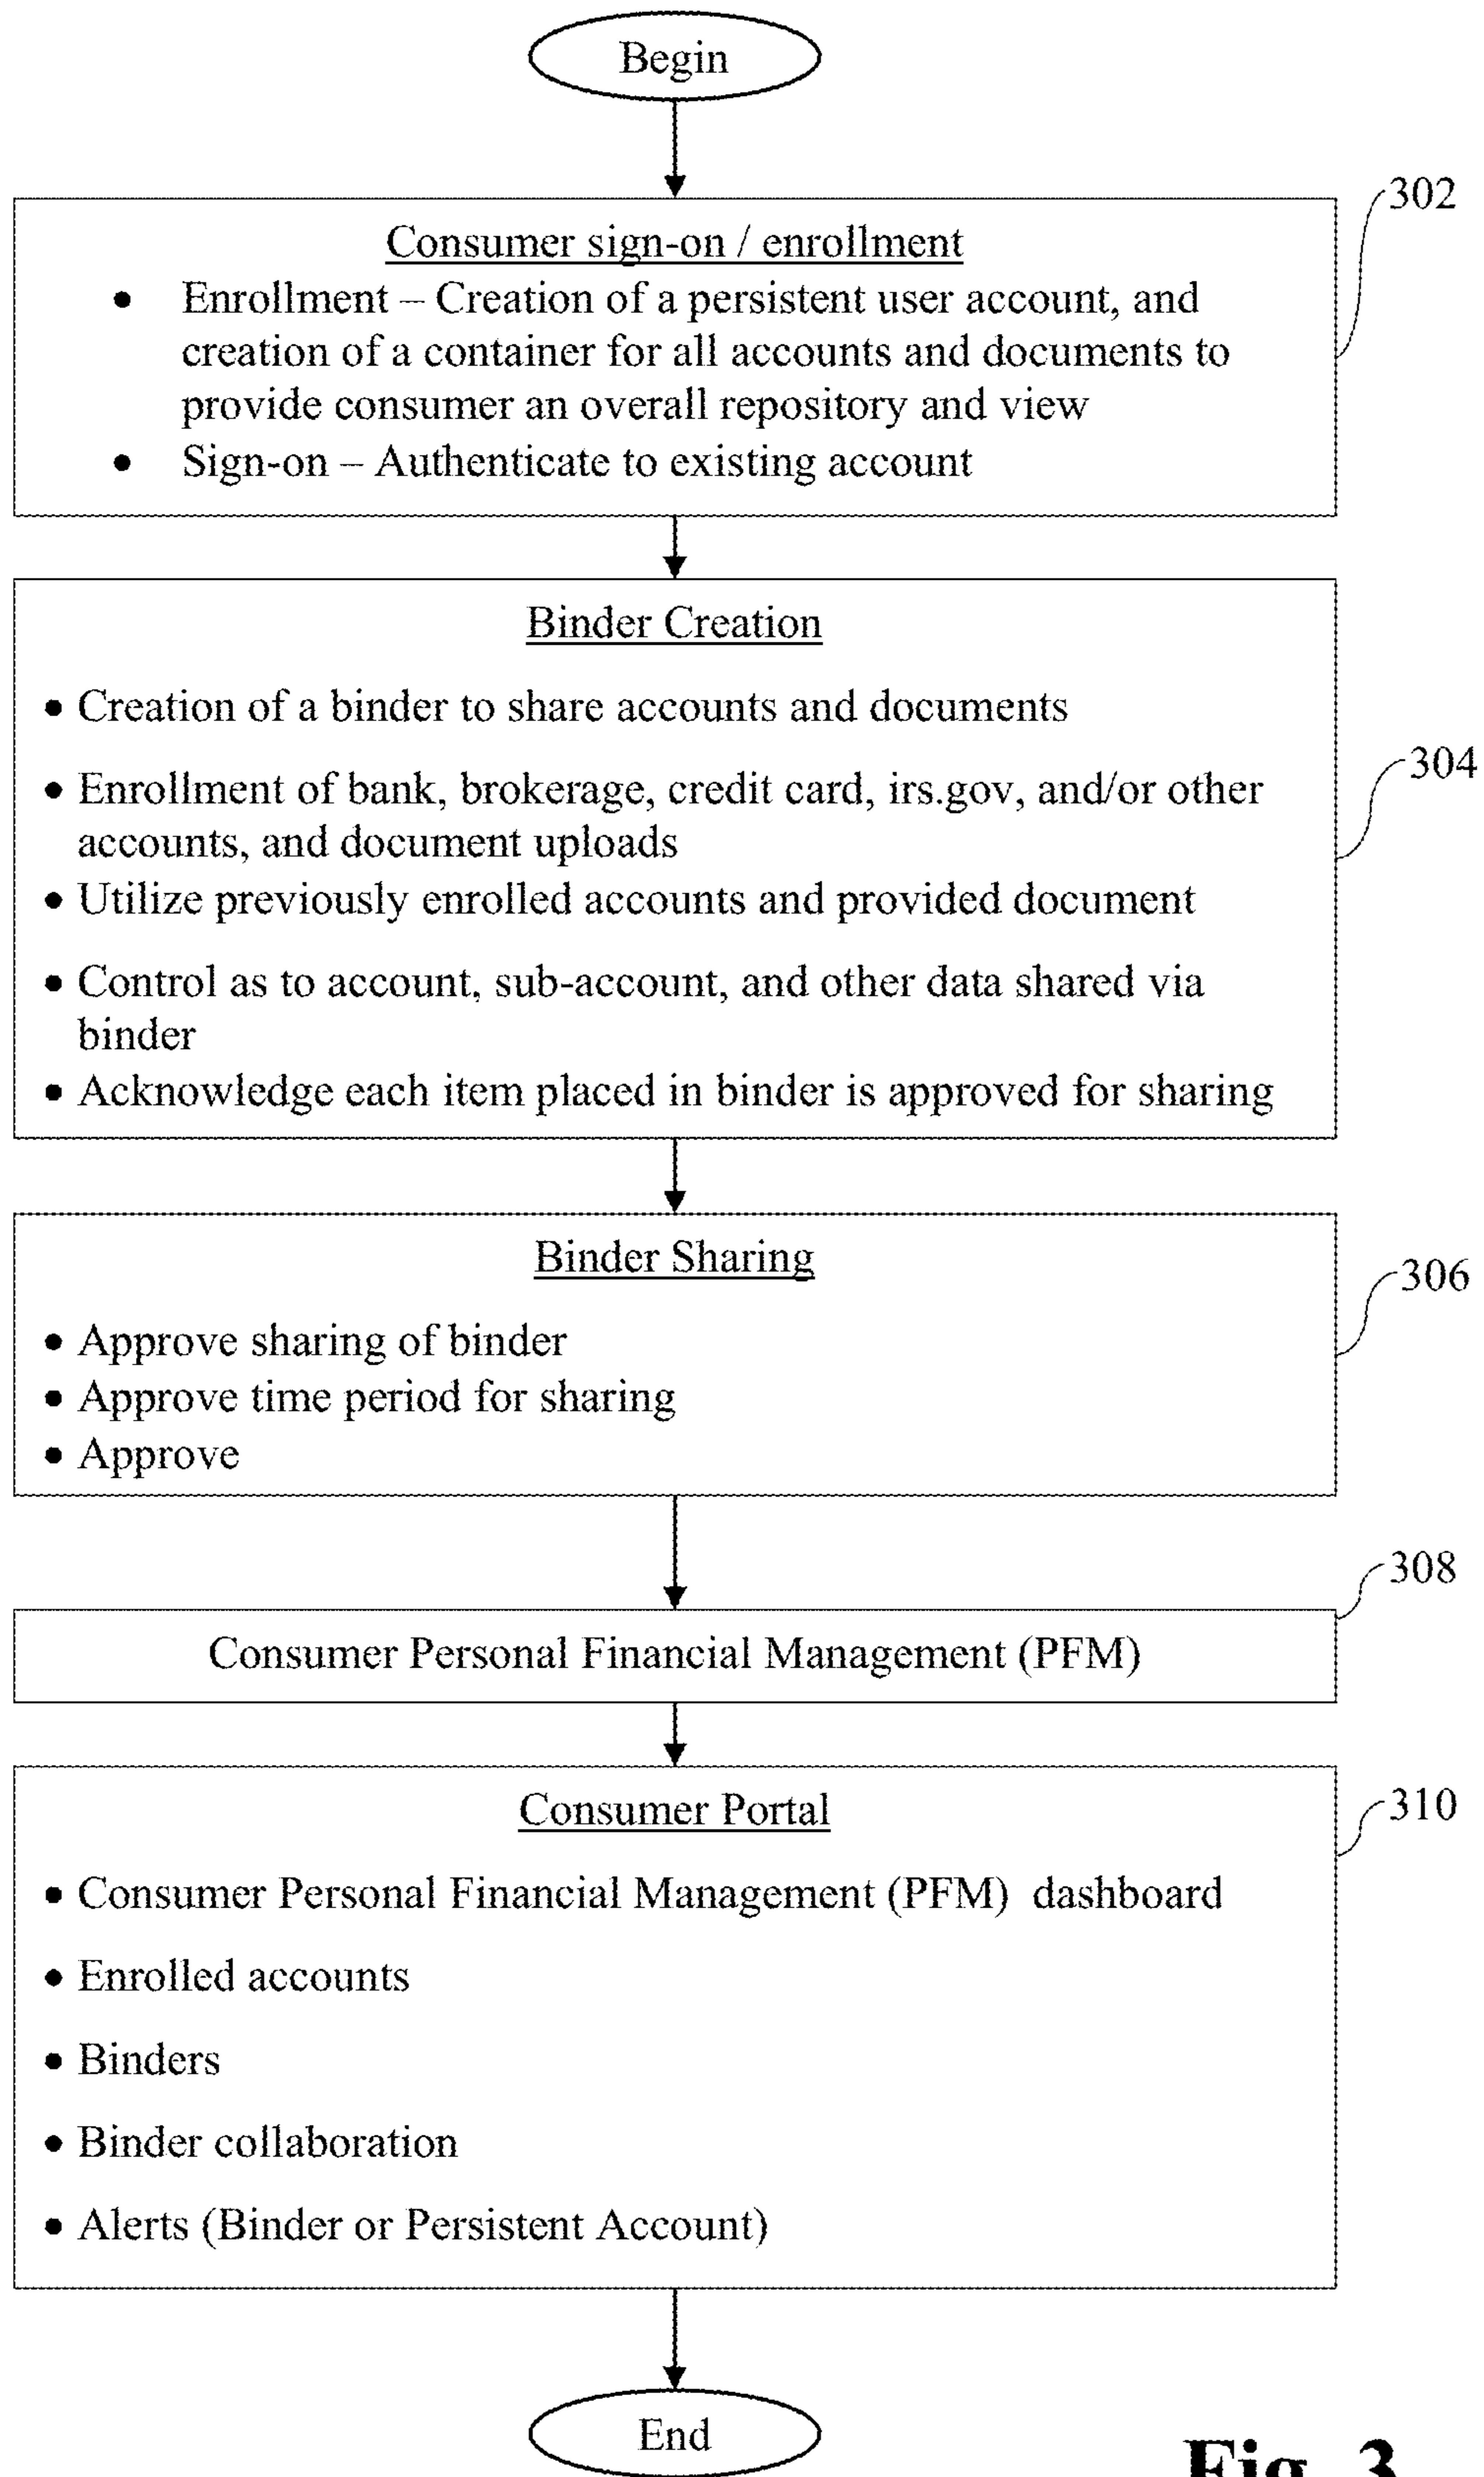 Begin
302
Consumer sign-on / enrollment
• Enrollment – Creation of a persistent user account, and
creation of a container for all accounts and documents to
provide consumer an overall repository and view
• Sign-on – Authenticate to existing account
Binder Creation
• Creation of a binder to share accounts and documents
304
• Enrollment of bank, brokerage, credit card, irs.gov, and/or other
accounts, and document uploads
• Utilize previously enrolled accounts and provided document
• Control as to account, sub-account, and other data shared via
binder
• Acknowledge each item placed in binder is approved for sharing
Binder Sharing
306
• Approve sharing of binder
• Approve time period for sharing
• Approve
308
Consumer Personal Financial Management (PFM)
Consumer Portal
310
• Consumer Personal Financial Management (PFM) dashboard
• Enrolled accounts
• Binders
• Binder collaboration
• Alerts (Binder or Persistent Account)
End
Fig. 3